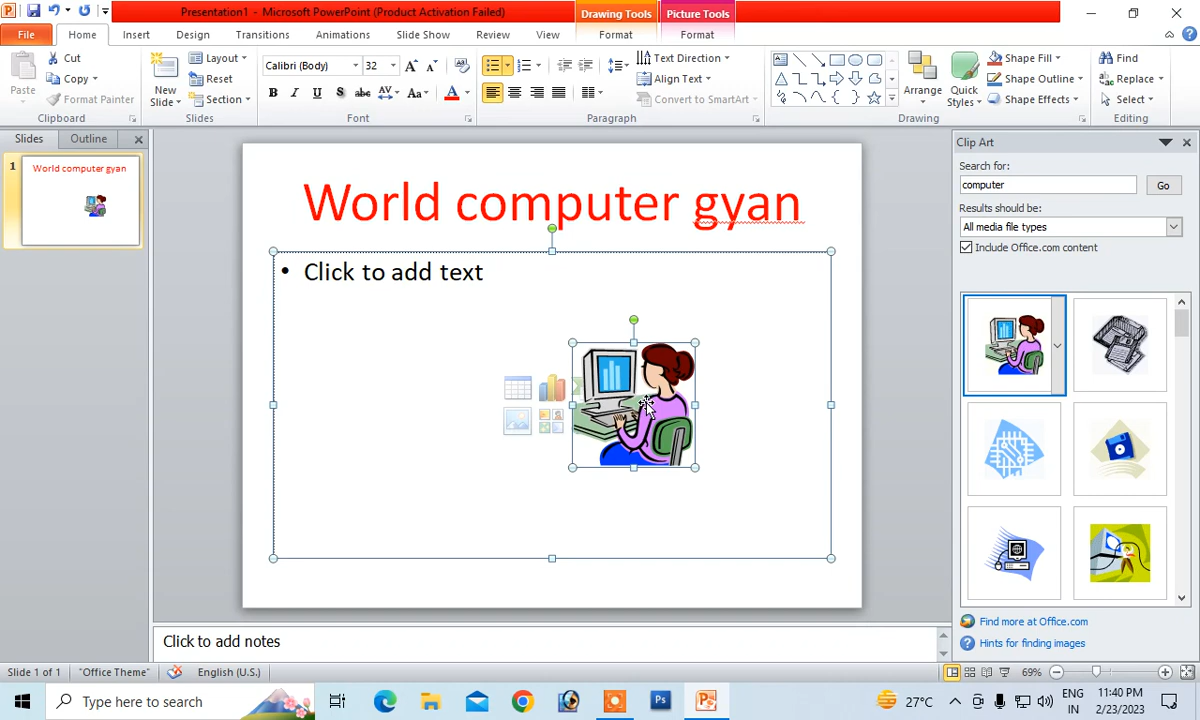 Presentation1 - Microsoft PowerPoint (Product Activation Failed)
Drawing Tools
Picture Tools
File
Home
Insert
Design
Transitions
Animations
Slide Show
Review
View
Format
Format
Paste
Cut
Copy
Format Painter
Clipboard
New
Slide
Layout
Reset
Section
Slides
Calibri (Body)
32
B I U S abc AV Aa A
Font
Text Direction
Align Text
Convert to SmartArt
Paragraph
Arrange
Quick
Styles
Shape Fill
Shape Outline
Shape Effects
Drawing
Find
Replace
Select
Editing
Slides
Outline
1
World computer gyan
World computer gyan
• Click to add text
Click to add notes
Clip Art
Search for:
computer
Go
Results should be:
All media file types
Include Office.com content
Find more at Office.com
Hints for finding images
Slide 1 of 1
"Office Theme"
English (U.S.)
69%
Type here to search
27°C
ENG
IN
11:40 PM
2/23/2023